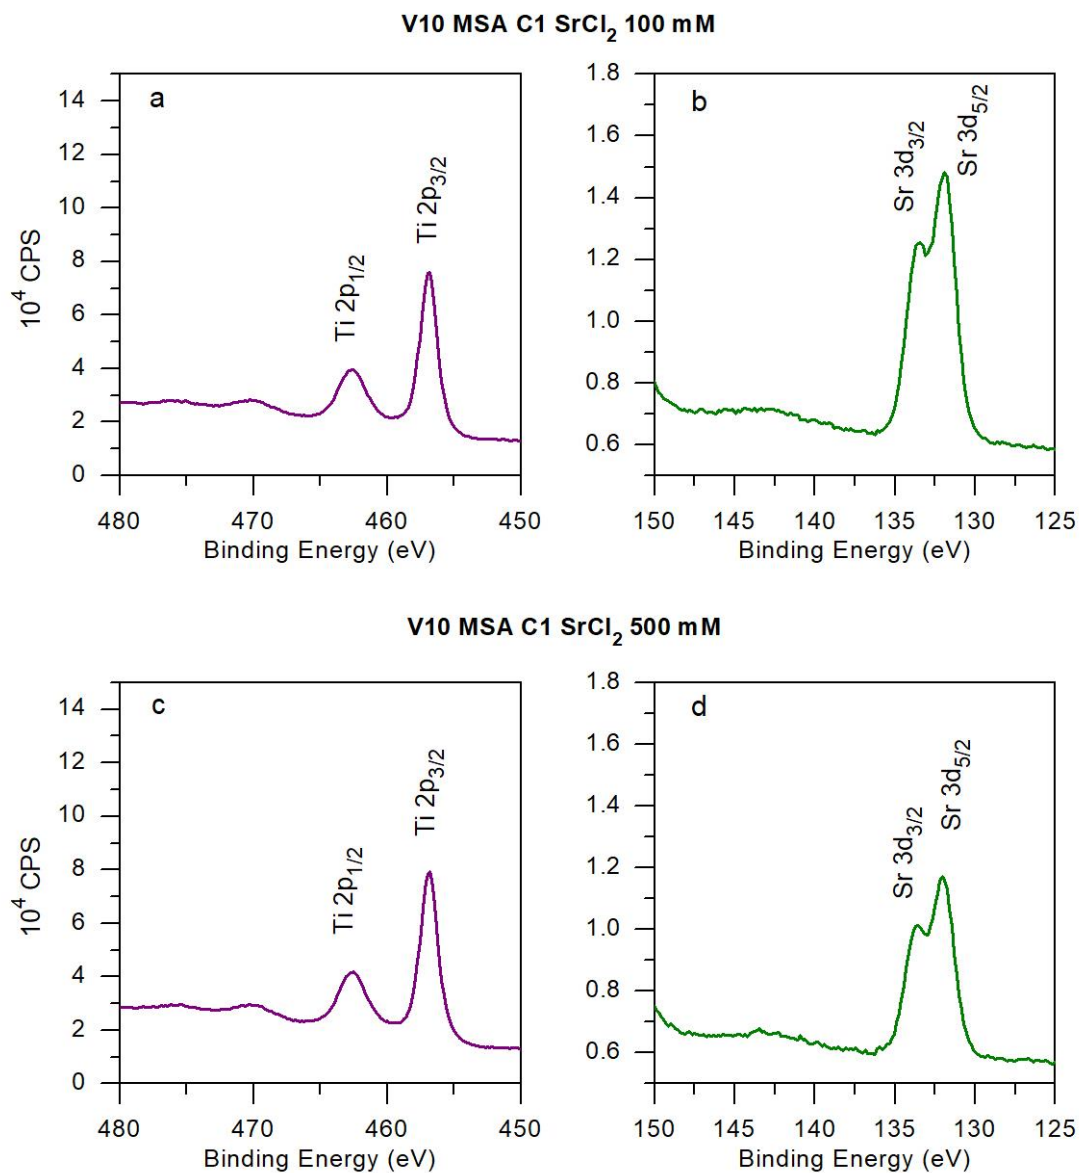 V10 MSA C1 SrCl₂ 100 mM
a
14
12
10
8
6
4
2
0
10⁴ CPS
Ti 2p₁/₂
Ti 2p₃/₂
480 470 460 450
Binding Energy (eV)
b
1.8
1.6
1.4
1.2
1.0
0.8
0.6
Sr 3d₃/₂
Sr 3d₅/₂
150 145 140 135 130 125
Binding Energy (eV)
V10 MSA C1 SrCl₂ 500 mM
c
14
12
10
8
6
4
2
0
10⁴ CPS
Ti 2p₁/₂
Ti 2p₃/₂
480 470 460 450
Binding Energy (eV)
d
1.8
1.6
1.4
1.2
1.0
0.8
0.6
Sr 3d₃/₂
Sr 3d₅/₂
150 145 140 135 130 125
Binding Energy (eV)